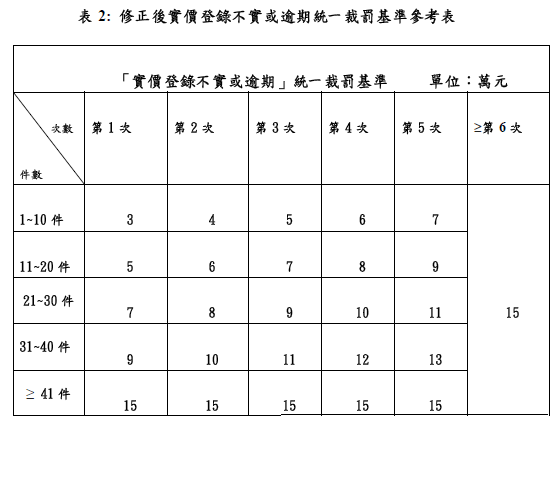 表 2: 修正後實價登錄不實或逾期統一裁罰基準參考表
「實價登錄不實或逾期」統一裁罰基準 單位：萬元
次數 第 1 次 第 2 次 第 3 次 第 4 次 第 5 次 ≥第 6 次
件數
1~10 件 3 4 5 6 7
11~20 件 5 6 7 8 9
21~30 件 7 8 9 10 11 15
31~40 件 9 10 11 12 13
≥ 41 件 15 15 15 15 15